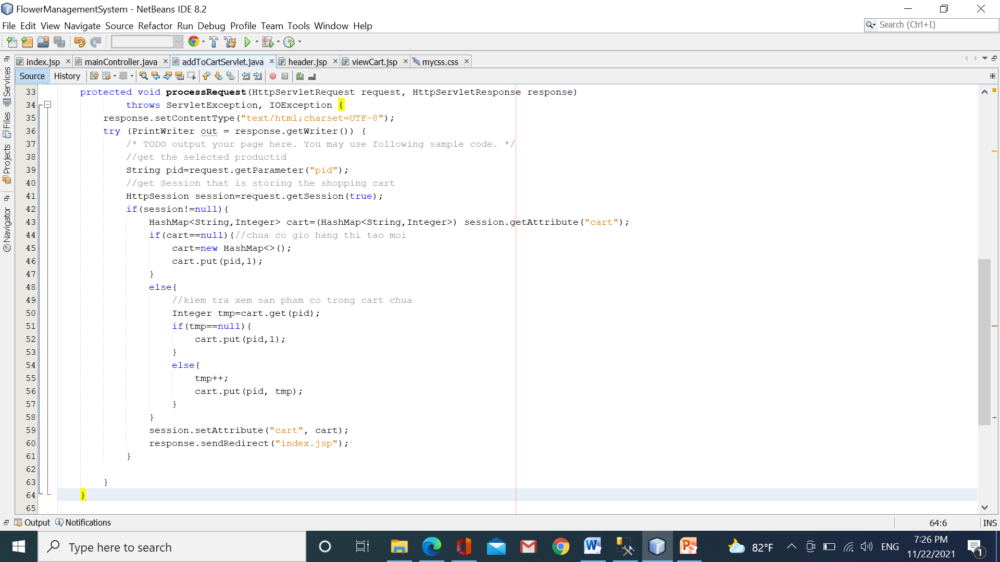 FlowerManagementSystem - NetBeans IDE 8.2
File Edit View Navigate Source Refactor Run Debug Profile Team Tools Window Help
Search (Ctrl+I)
index.jsp mainController.java addToCartServlet.java header.jsp viewCart.jsp mycss.css
Source History
Services
Files
Projects
Navigator
33 protected void processRequest(HttpServletRequest request, HttpServletResponse response)
34 throws ServletException, IOException {
35 response.setContentType("text/html;charset=UTF-8");
36 try (PrintWriter out = response.getWriter()) {
37 /* TODO output your page here. You may use following sample code. */
38 //get the selected productid
39 String pid=request.getParameter("pid");
40 //get Session that is storing the shopping cart
41 HttpSession session=request.getSession(true);
42 if(session!=null){
43 HashMap<String,Integer> cart=(HashMap<String,Integer>) session.getAttribute("cart");
44 if(cart==null){//chua co gio hang thi tao moi
45 cart=new HashMap<>();
46 cart.put(pid,1);
47 }
48 else{
49 //kiem tra xem san pham co trong cart chua
50 Integer tmp=cart.get(pid);
51 if(tmp==null){
52 cart.put(pid,1);
53 }
54 else{
55 tmp++;
56 cart.put(pid, tmp);
57 }
58 }
59 session.setAttribute("cart", cart);
60 response.sendRedirect("index.jsp");
61 }
62
63 }
64 }
65
Output Notifications
64:6 INS
Type here to search
82°F
ENG
7:26 PM
11/22/2021
1